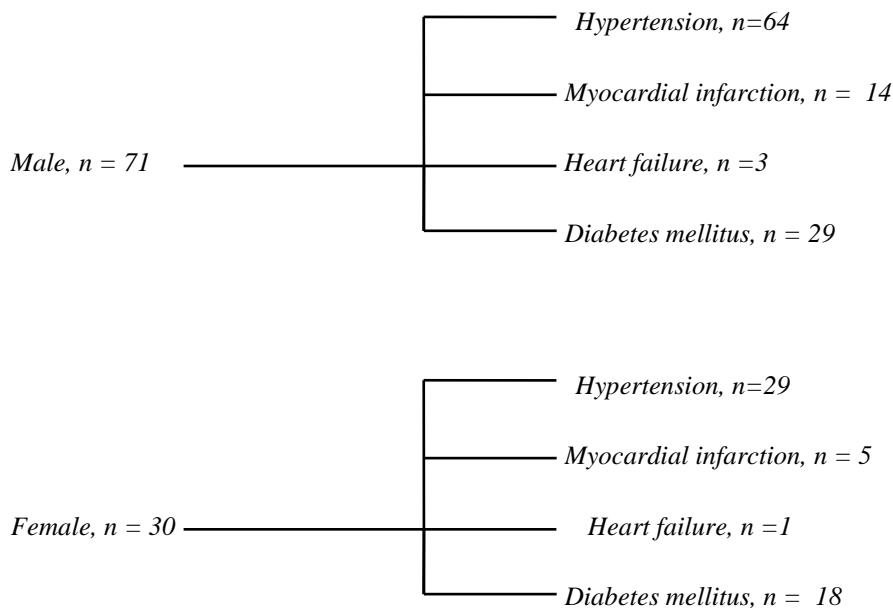 Hypertension, n=64
Myocardial infarction, n = 14
Male, n = 71
Heart failure, n =3
Diabetes mellitus, n = 29
Hypertension, n=29
Myocardial infarction, n = 5
Female, n = 30
Heart failure, n =1
Diabetes mellitus, n = 18